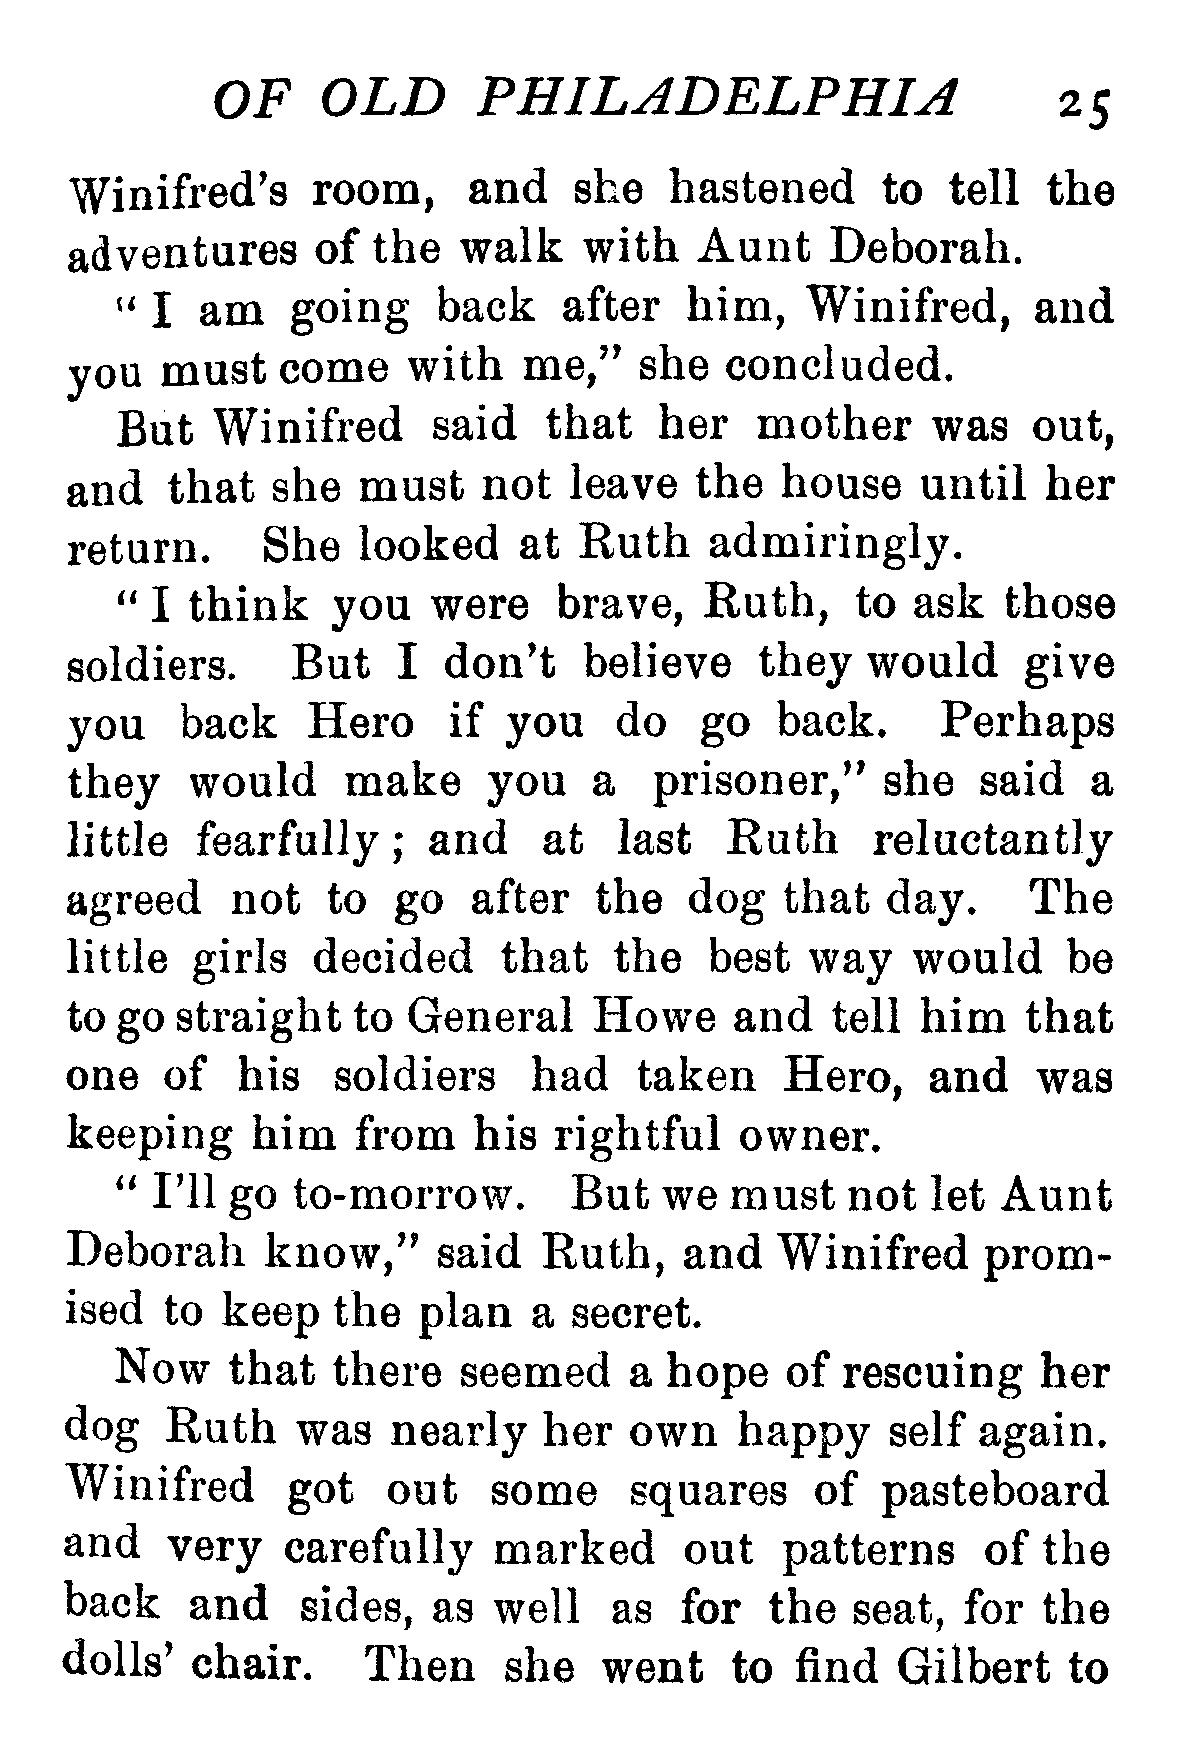 OF OLD PHILADELPHIA 25
Winifred's room, and she hastened to tell the
adventures of the walk with Aunt Deborah.
“ I am going back after him, Winifred, and
you must come with me,” she concluded.
But Winifred said that her mother was out,
and that she must not leave the house until her
return. She looked at Ruth admiringly.
“ I think you were brave, Ruth, to ask those
soldiers. But I don't believe they would give
you back Hero if you do go back. Perhaps
they would make you a prisoner,” she said a
little fearfully ; and at last Ruth reluctantly
agreed not to go after the dog that day. The
little girls decided that the best way would be
to go straight to General Howe and tell him that
one of his soldiers had taken Hero, and was
keeping him from his rightful owner.
“ I'll go to-morrow. But we must not let Aunt
Deborah know,” said Ruth, and Winifred prom-
ised to keep the plan a secret.
Now that there seemed a hope of rescuing her
dog Ruth was nearly her own happy self again.
Winifred got out some squares of pasteboard
and very carefully marked out patterns of the
back and sides, as well as for the seat, for the
dolls' chair. Then she went to find Gilbert to